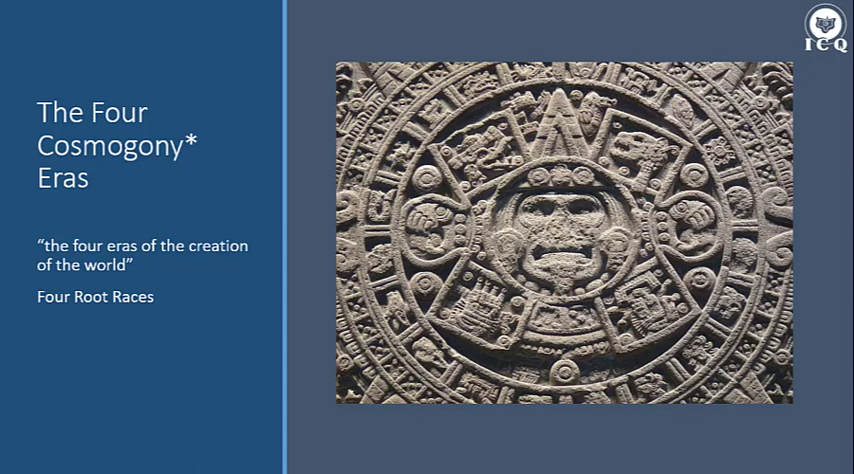 ICQ
The Four
Cosmogony*
Eras
“the four eras of the creation
of the world”
Four Root Races